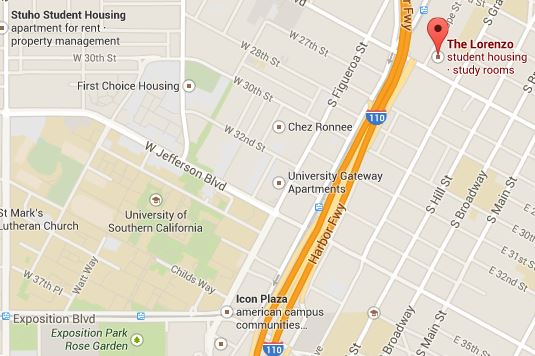 Stuho Student Housing
apartment for rent ·
property management
W 30th St
W 28th St
W 27th St
S Figueroa St
Fwy
The Lorenzo
student housing
· study rooms
First Choice Housing
W 30th St
W 32nd St
Chez Ronnee
110
W Jefferson Blvd
University Gateway
Apartments
University of
Southern California
St Mark's
Lutheran Church
S Hill St
S Broadway
S Main St
Harbor Fwy
E 31st St
E 32nd St
W 37th Pl
Watt Way
Childs Way
Icon Plaza
american campus
communities...
Exposition Blvd
Exposition Park
Rose Garden
110
Broadway
S Main St